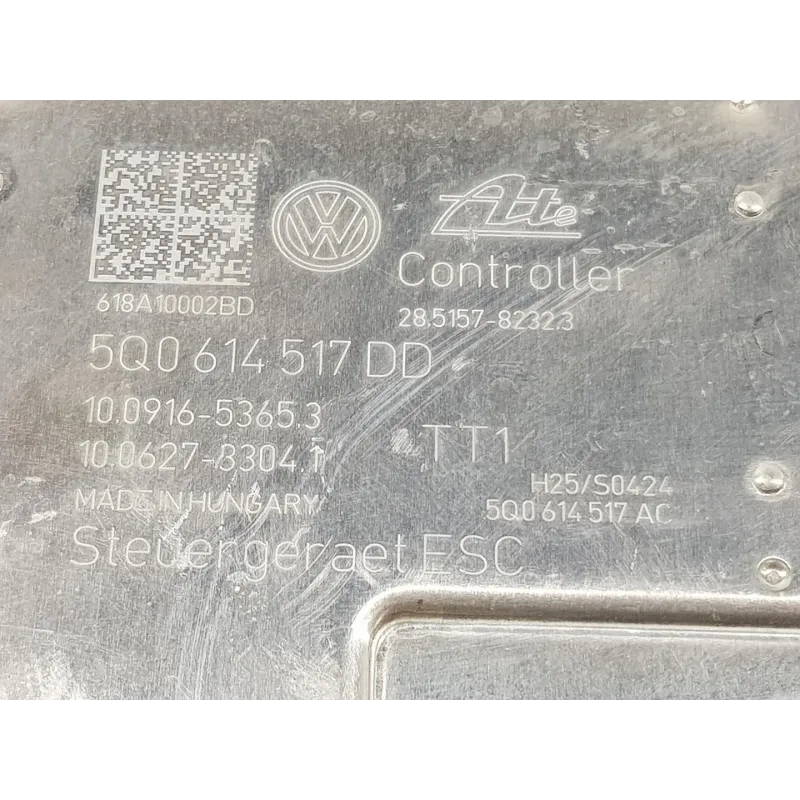 Ate
Controller
618A10002BD
28.5157-8232.3
5Q0 614 517 DD
10.0916-5365.3
10.0627-8304.1
TT1
H25/S0424
MADE IN HUNGARY
5Q0 614 517 AC
Steuergeraet ESC